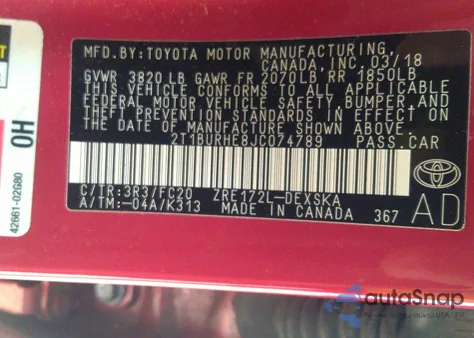 MFD. BY: TOYOTA MOTOR MANUFACTURING,
CANADA, INC. 03/18
GVWR 3820 LB GAWR FR 2070LB RR 1850LB
THIS VEHICLE CONFORMS TO ALL APPLICABLE
FEDERAL MOTOR VEHICLE SAFETY, BUMPER, AND
THEFT PREVENTION STANDARDS IN EFFECT ON
THE DATE OF MANUFACTURE SHOWN ABOVE.
2T1BURHE8JC074789 PASS.CAR
C/TR:3R3/FC20 ZRE172L-DEXSKA
A/TM:-04A/K313 MADE IN CANADA 367
AD
OH
42661-02G80
autoSnap